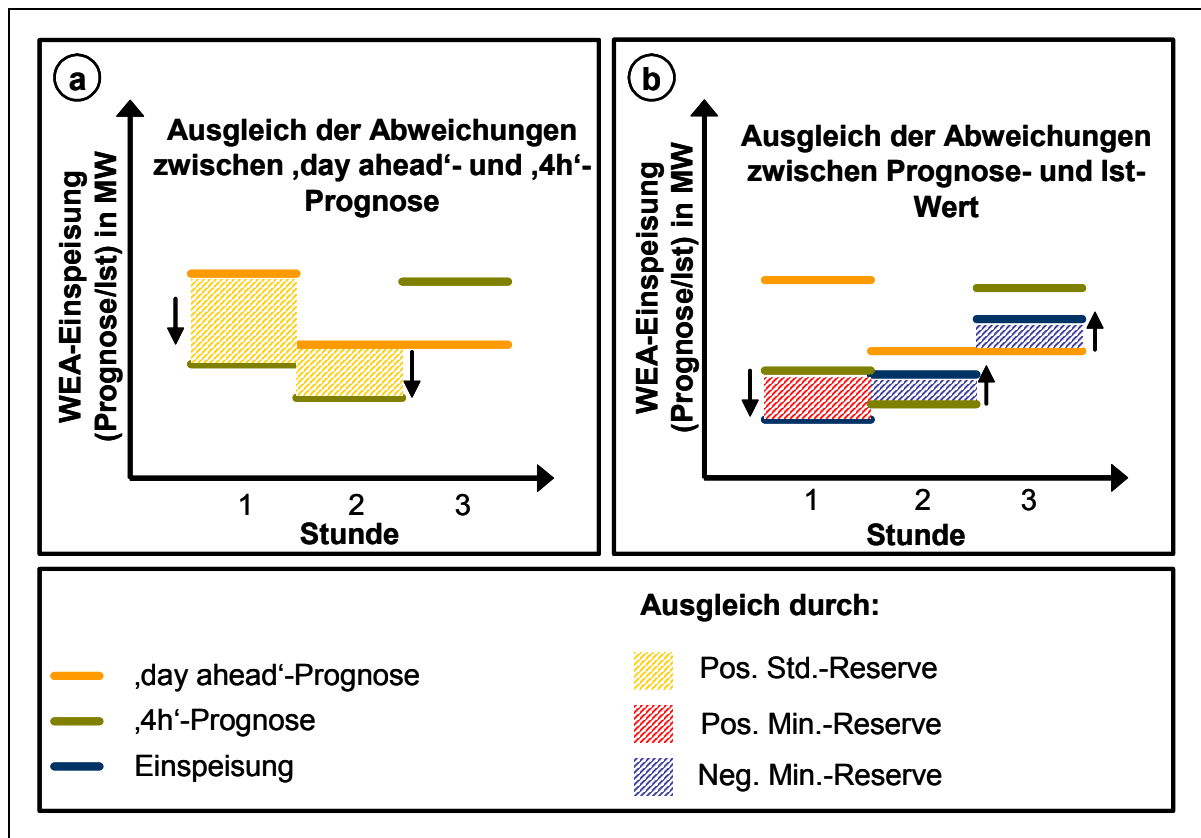 a
Ausgleich der Abweichungen
zwischen ‚day ahead‘- und ‚4h‘-
Prognose
WEA-Einspeisung
(Prognose/Ist) in MW
1 2 3
Stunde
b
Ausgleich der Abweichungen
zwischen Prognose- und Ist-
Wert
WEA-Einspeisung
(Prognose/Ist) in MW
1 2 3
Stunde
‚day ahead‘-Prognose
‚4h‘-Prognose
Einspeisung
Ausgleich durch:
Pos. Std.-Reserve
Pos. Min.-Reserve
Neg. Min.-Reserve